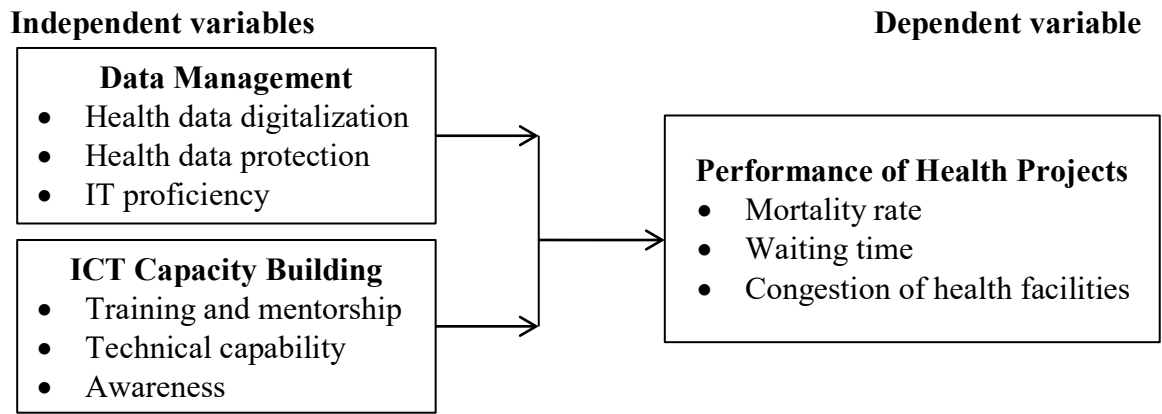 Independent variables
Dependent variable
Data Management
• Health data digitalization
• Health data protection
• IT proficiency
ICT Capacity Building
• Training and mentorship
• Technical capability
• Awareness
Performance of Health Projects
• Mortality rate
• Waiting time
• Congestion of health facilities